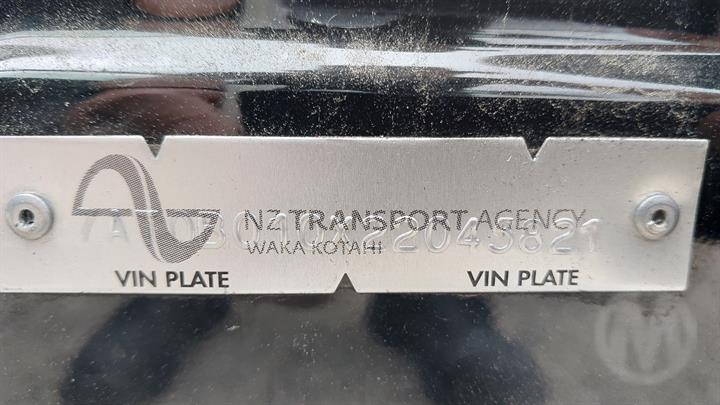 NZ TRANSPORT AGENCY
WAKA KOTAHI
VIN PLATE VIN PLATE